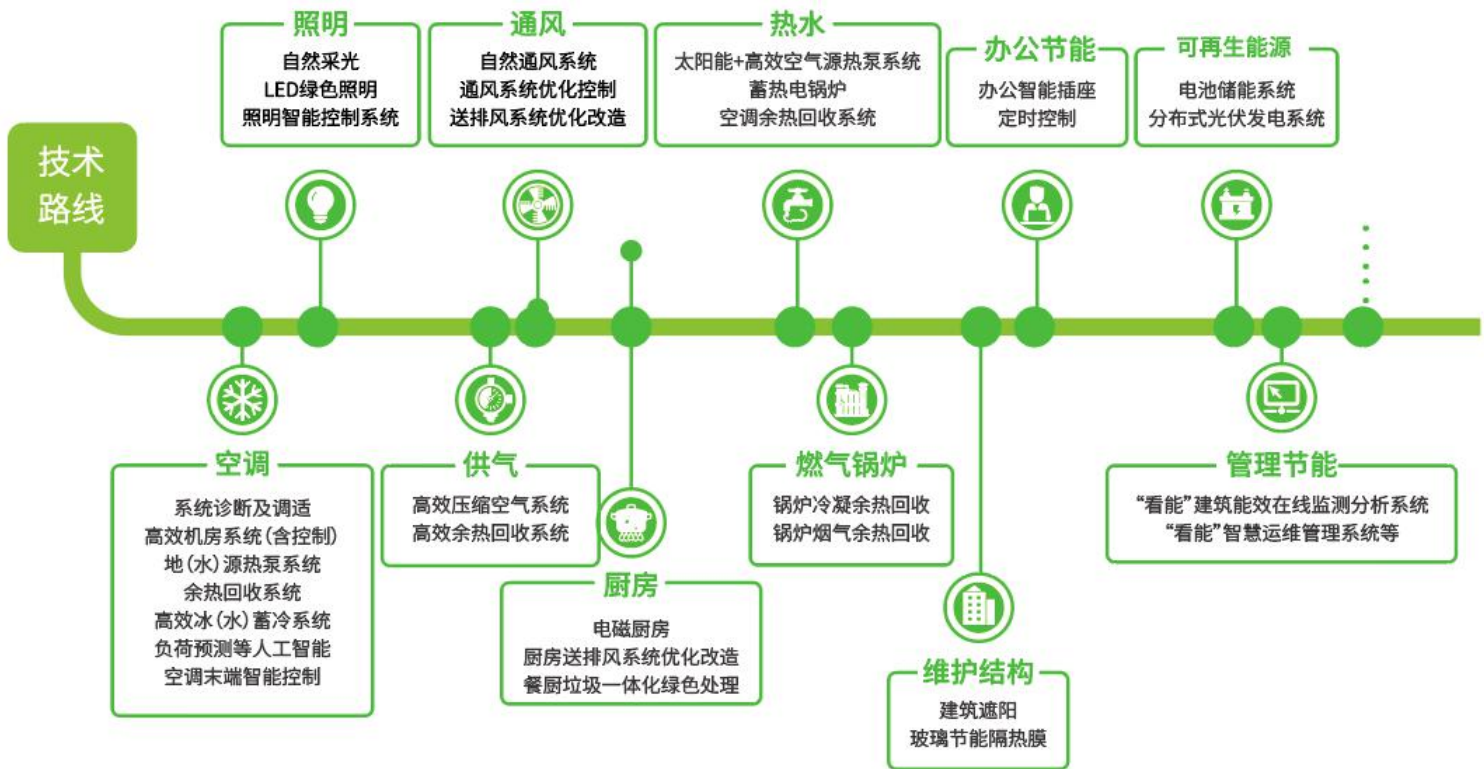 技术
路线
照明
自然采光
LED绿色照明
照明智能控制系统
通风
自然通风系统
通风系统优化控制
送排风系统优化改造
热水
太阳能+高效空气源热泵系统
蓄热电锅炉
空调余热回收系统
办公节能
办公智能插座
定时控制
可再生能源
电池储能系统
分布式光伏发电系统
空调
系统诊断及调适
高效机房系统(含控制)
地(水)源热泵系统
余热回收系统
高效冰(水)蓄冷系统
负荷预测等人工智能
空调末端智能控制
供气
高效压缩空气系统
高效余热回收系统
厨房
电磁厨房
厨房送排风系统优化改造
餐厨垃圾一体化绿色处理
燃气锅炉
锅炉冷凝余热回收
锅炉烟气余热回收
维护结构
建筑遮阳
玻璃节能隔热膜
管理节能
“看能”建筑能效在线监测分析系统
“看能”智慧运维管理系统等